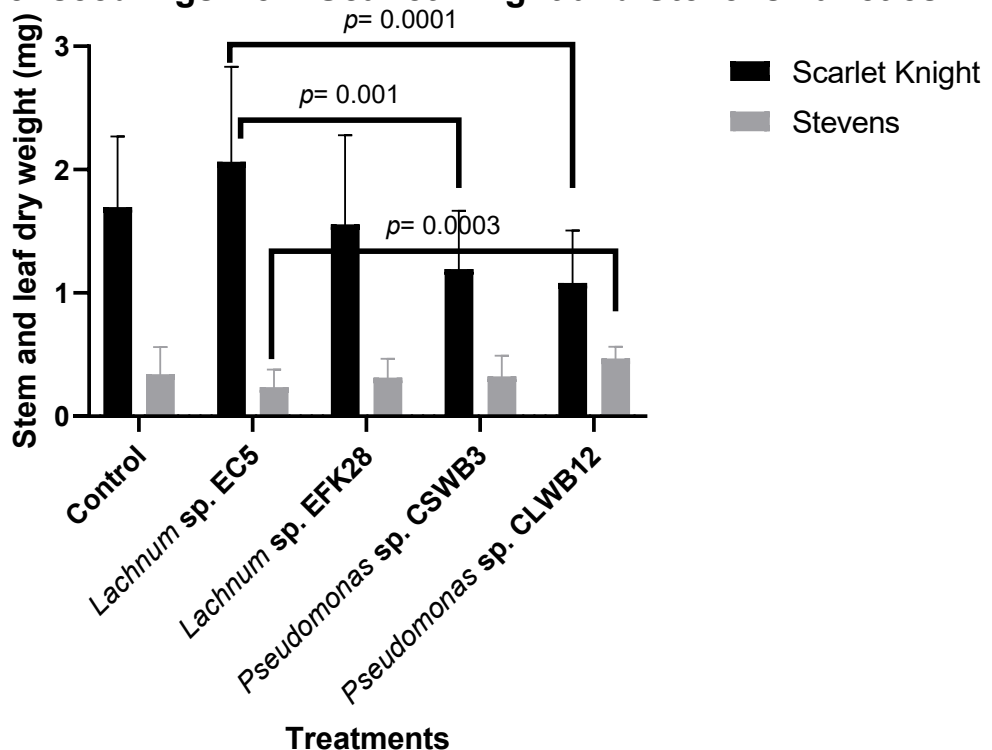 p= 0.0001
3
p= 0.001
2
p= 0.0003
1
0
Stem and leaf dry weight (mg)
Scarlet Knight
Stevens
Control
Lachnum sp. EC5
Lachnum sp. EFK28
Pseudomonas sp. CSWB3
Pseudomonas sp. CLWB12
Treatments